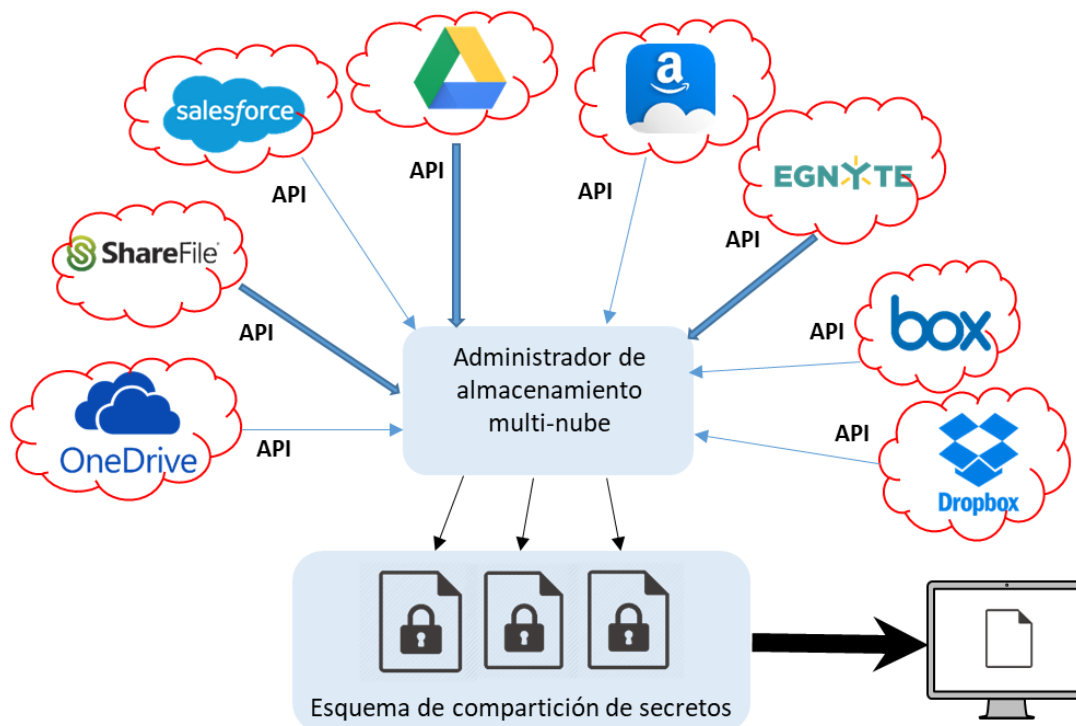 salesforce
a
EGNYTE
API
API
API
API
ShareFile
API
API
box
OneDrive
API
API
Dropbox
Administrador de
almacenamiento
multi-nube
Esquema de compartición de secretos